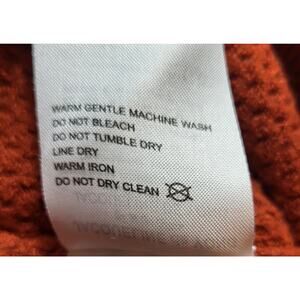 WARM GENTLE MACHINE WASH
DO NOT BLEACH
DO NOT TUMBLE DRY
LINE DRY
WARM IRON
DO NOT DRY CLEAN